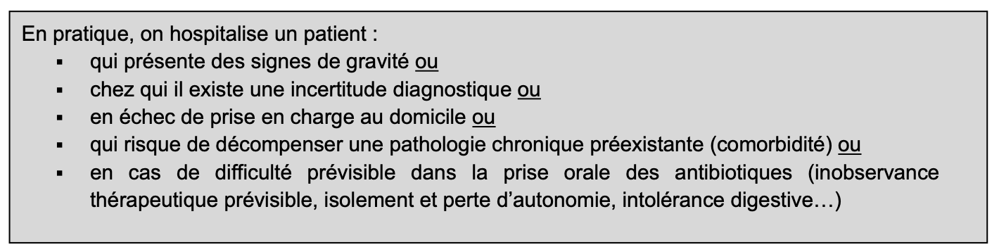 En pratique, on hospitalise un patient :
▪ qui présente des signes de gravité ou
▪ chez qui il existe une incertitude diagnostique ou
▪ en échec de prise en charge au domicile ou
▪ qui risque de décompenser une pathologie chronique préexistante (comorbidité) ou
▪ en cas de difficulté prévisible dans la prise orale des antibiotiques (inobservance
thérapeutique prévisible, isolement et perte d’autonomie, intolérance digestive…)